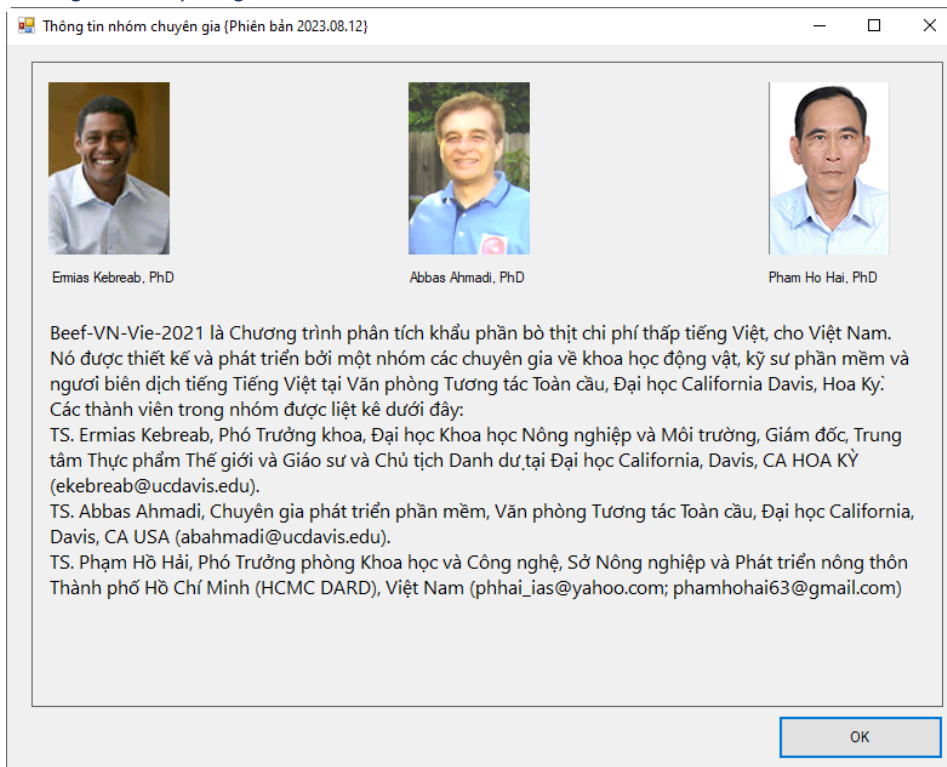 Thông tin nhóm chuyên gia {Phiên bản 2023.08.12}
Ermias Kebreab, PhD
Abbas Ahmadi, PhD
Pham Ho Hai, PhD
Beef-VN-Vie-2021 là Chương trình phân tích khẩu phần bò thịt chi phí thấp tiếng Việt, cho Việt Nam.
Nó được thiết kế và phát triển bởi một nhóm các chuyên gia về khoa học động vật, kỹ sư phần mềm và
ngươi biên dịch tiếng Tiếng Việt tại Văn phòng Tương tác Toàn cầu, Đại học California Davis, Hoa Ky.̀
Các thành viên trong nhóm được liệt kê dưới đây:
TS. Ermias Kebreab, Phó Trưởng khoa, Đại học Khoa học Nông nghiệp và Môi trường, Giám đốc, Trung
tâm Thực phẩm Thế giới và Giáo sư và Chủ tịch Danh dư ̣tại Đại học California, Davis, CA HOA KỲ
(ekebreab@ucdavis.edu).
TS. Abbas Ahmadi, Chuyên gia phát triển phần mềm, Văn phòng Tương tác Toàn cầu, Đại học California,
Davis, CA USA (abahmadi@ucdavis.edu).
TS. Phạm Hồ Hải, Phó Trưởng phòng Khoa học và Công nghệ, Sở Nông nghiệp và Phát triển nông thôn
Thành phố Hồ Chí Minh (HCMC DARD), Việt Nam (phhai_ias@yahoo.com; phamhohai63@gmail.com)
OK